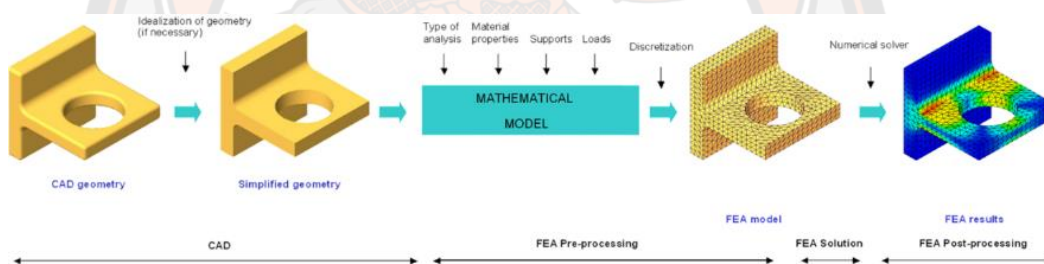 Idealization of geometry
(if necessary)
Type of
analysis
Material
properties
Supports
Loads
Discretization
Numerical solver
MATHEMATICAL
MODEL
CAD geometry
Simplified geometry
FEA model
FEA results
CAD
FEA Pre-processing
FEA Solution
FEA Post-processing